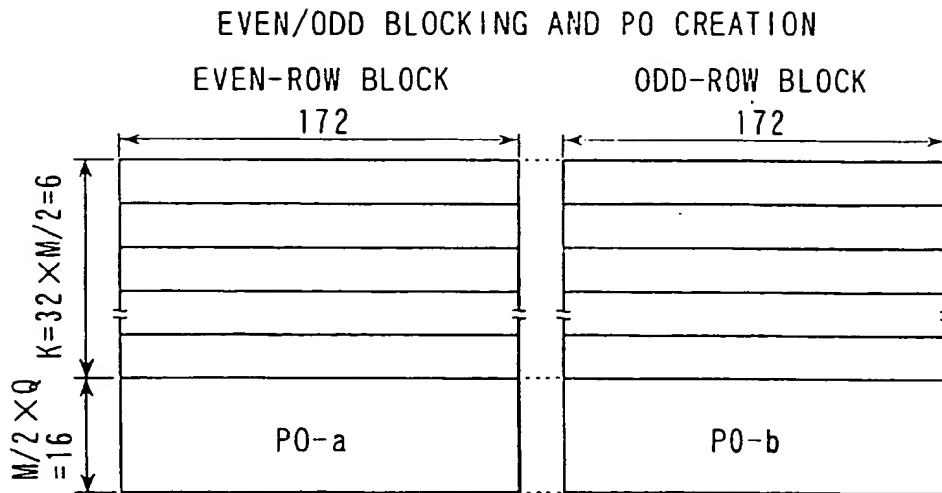 EVEN/ODD BLOCKING AND PO CREATION
EVEN-ROW BLOCK ODD-ROW BLOCK
172 172
K=32×M/2=6
M/2×Q
=16
PO-a PO-b